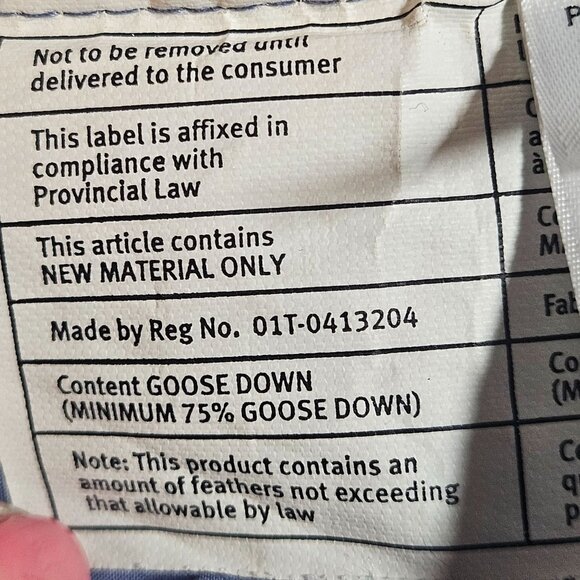 Not to be removed until
delivered to the consumer
This label is affixed in
compliance with
Provincial Law
This article contains
NEW MATERIAL ONLY
Made by Reg No. 01T-0413204
Content GOOSE DOWN
(MINIMUM 75% GOOSE DOWN)
Note: This product contains an
amount of feathers not exceeding
that allowable by law
à